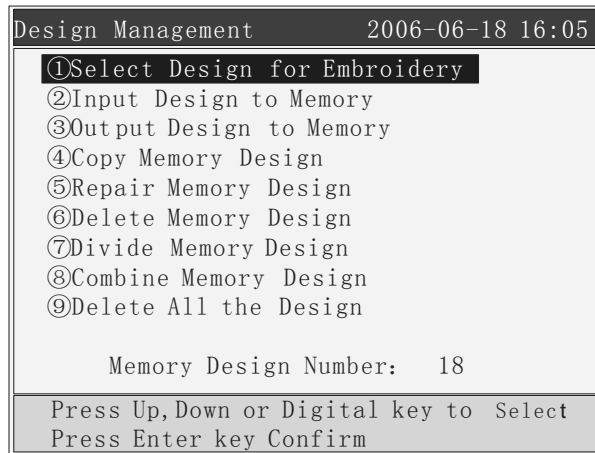 Design Management 2006-06-18 16:05
①Select Design for Embroidery
②Input Design to Memory
③Output Design to Memory
④Copy Memory Design
⑤Repair Memory Design
⑥Delete Memory Design
⑦Divide Memory Design
⑧Combine Memory Design
⑨Delete All the Design
Memory Design Number: 18
Press Up,Down or Digital key to Select
Press Enter key Confirm